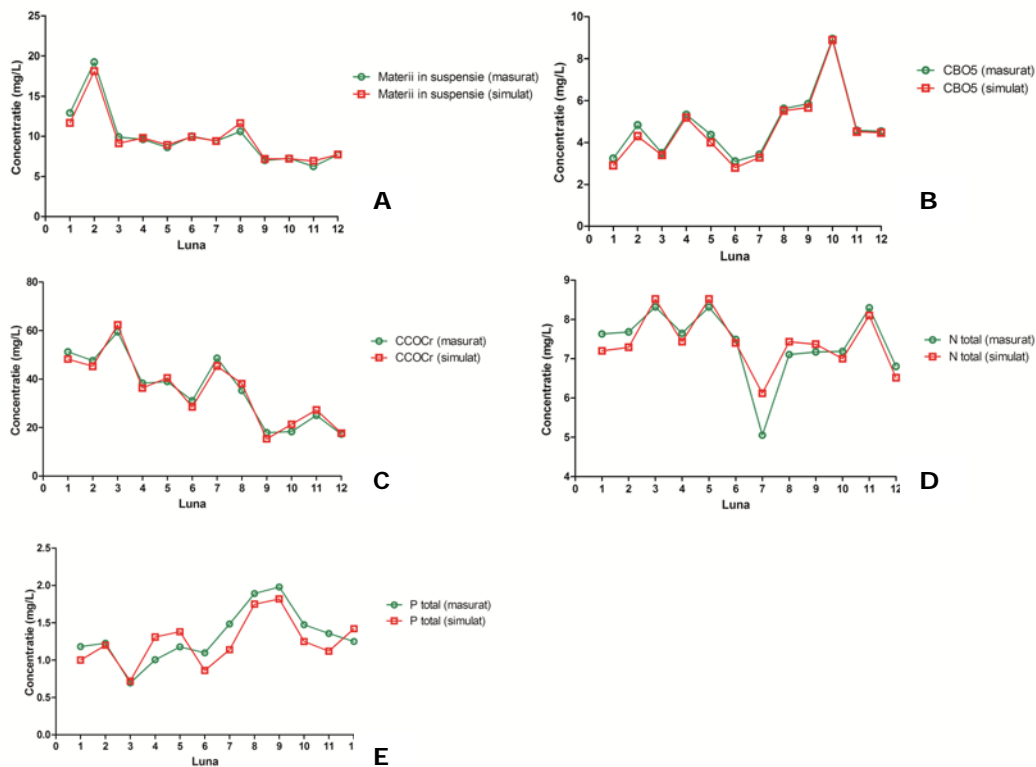 25
20
15
10
5
0
Concentratie (mg/L)
0 1 2 3 4 5 6 7 8 9 10 11 12
Luna
Materii in suspensie (masurat)
Materii in suspensie (simulat)
A
10
8
6
4
2
0
Concentratie (mg/L)
0 1 2 3 4 5 6 7 8 9 10 11 12
Luna
CBO5 (masurat)
CBO5 (simulat)
B
80
60
40
20
0
Concentratie (mg/L)
0 1 2 3 4 5 6 7 8 9 10 11 12
Luna
CCOCr (masurat)
CCOCr (simulat)
C
9
8
7
6
5
4
Concentratie (mg/L)
0 1 2 3 4 5 6 7 8 9 10 11 12
Luna
N total (masurat)
N total (simulat)
D
2.5
2.0
1.5
1.0
0.5
0.0
Concentratie (mg/L)
0 1 2 3 4 5 6 7 8 9 10 11 1
Luna
P total (masurat)
P total (simulat)
E